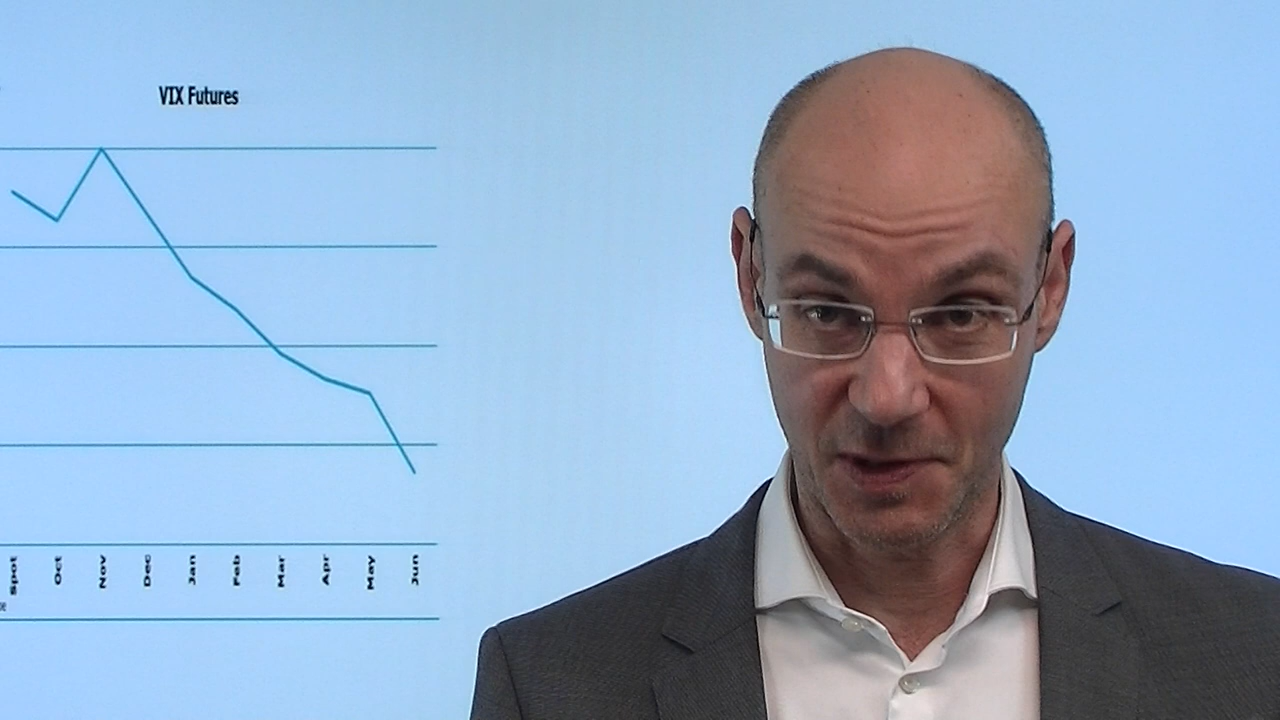 VIX Futures
Spot
Oct
Nov
Dec
Jan
Feb
Mar
Apr
May
Jun